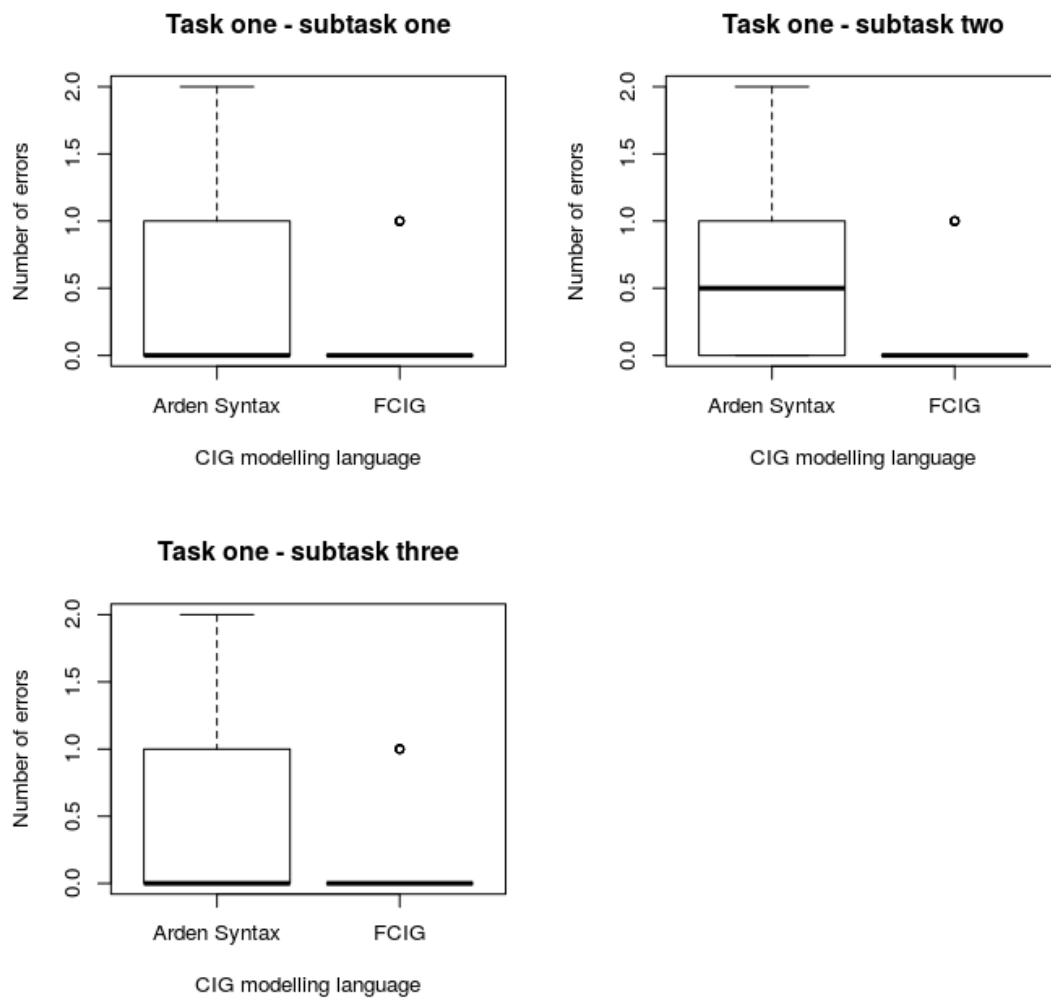 Task one - subtask one
Number of errors
2.0
1.5
1.0
0.5
0.0
Arden Syntax FCIG
CIG modelling language
Task one - subtask two
Number of errors
2.0
1.5
1.0
0.5
0.0
Arden Syntax FCIG
CIG modelling language
Task one - subtask three
Number of errors
2.0
1.5
1.0
0.5
0.0
Arden Syntax FCIG
CIG modelling language